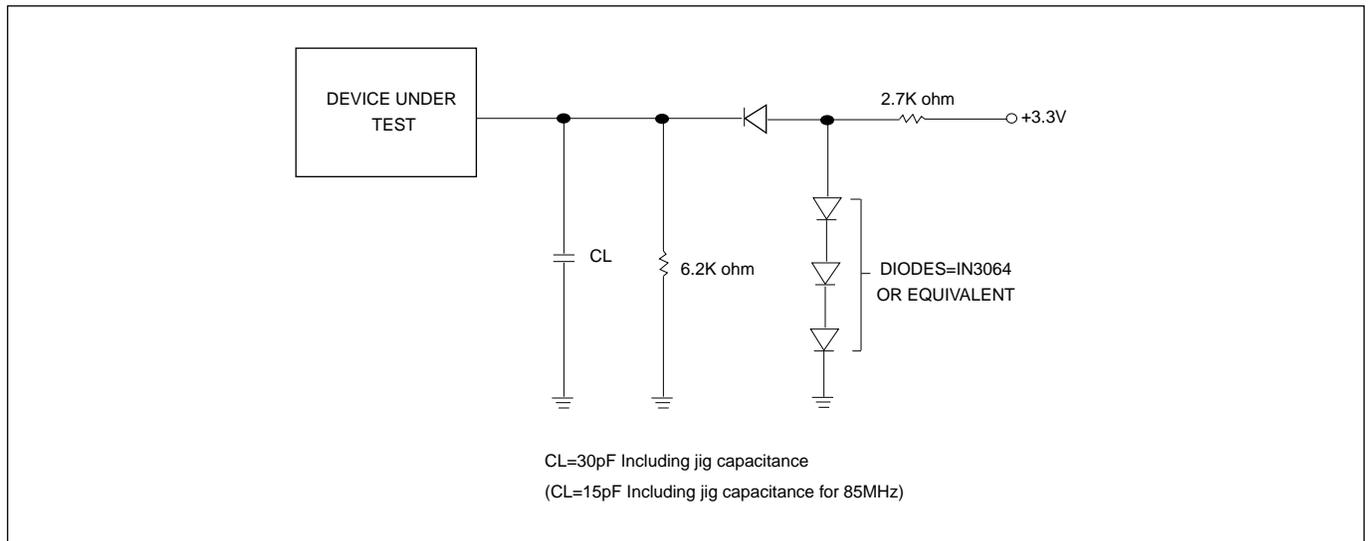 DEVICE UNDER
TEST
2.7K ohm
+3.3V
CL
6.2K ohm
DIODES=IN3064
OR EQUIVALENT
CL=30pF Including jig capacitance
(CL=15pF Including jig capacitance for 85MHz)